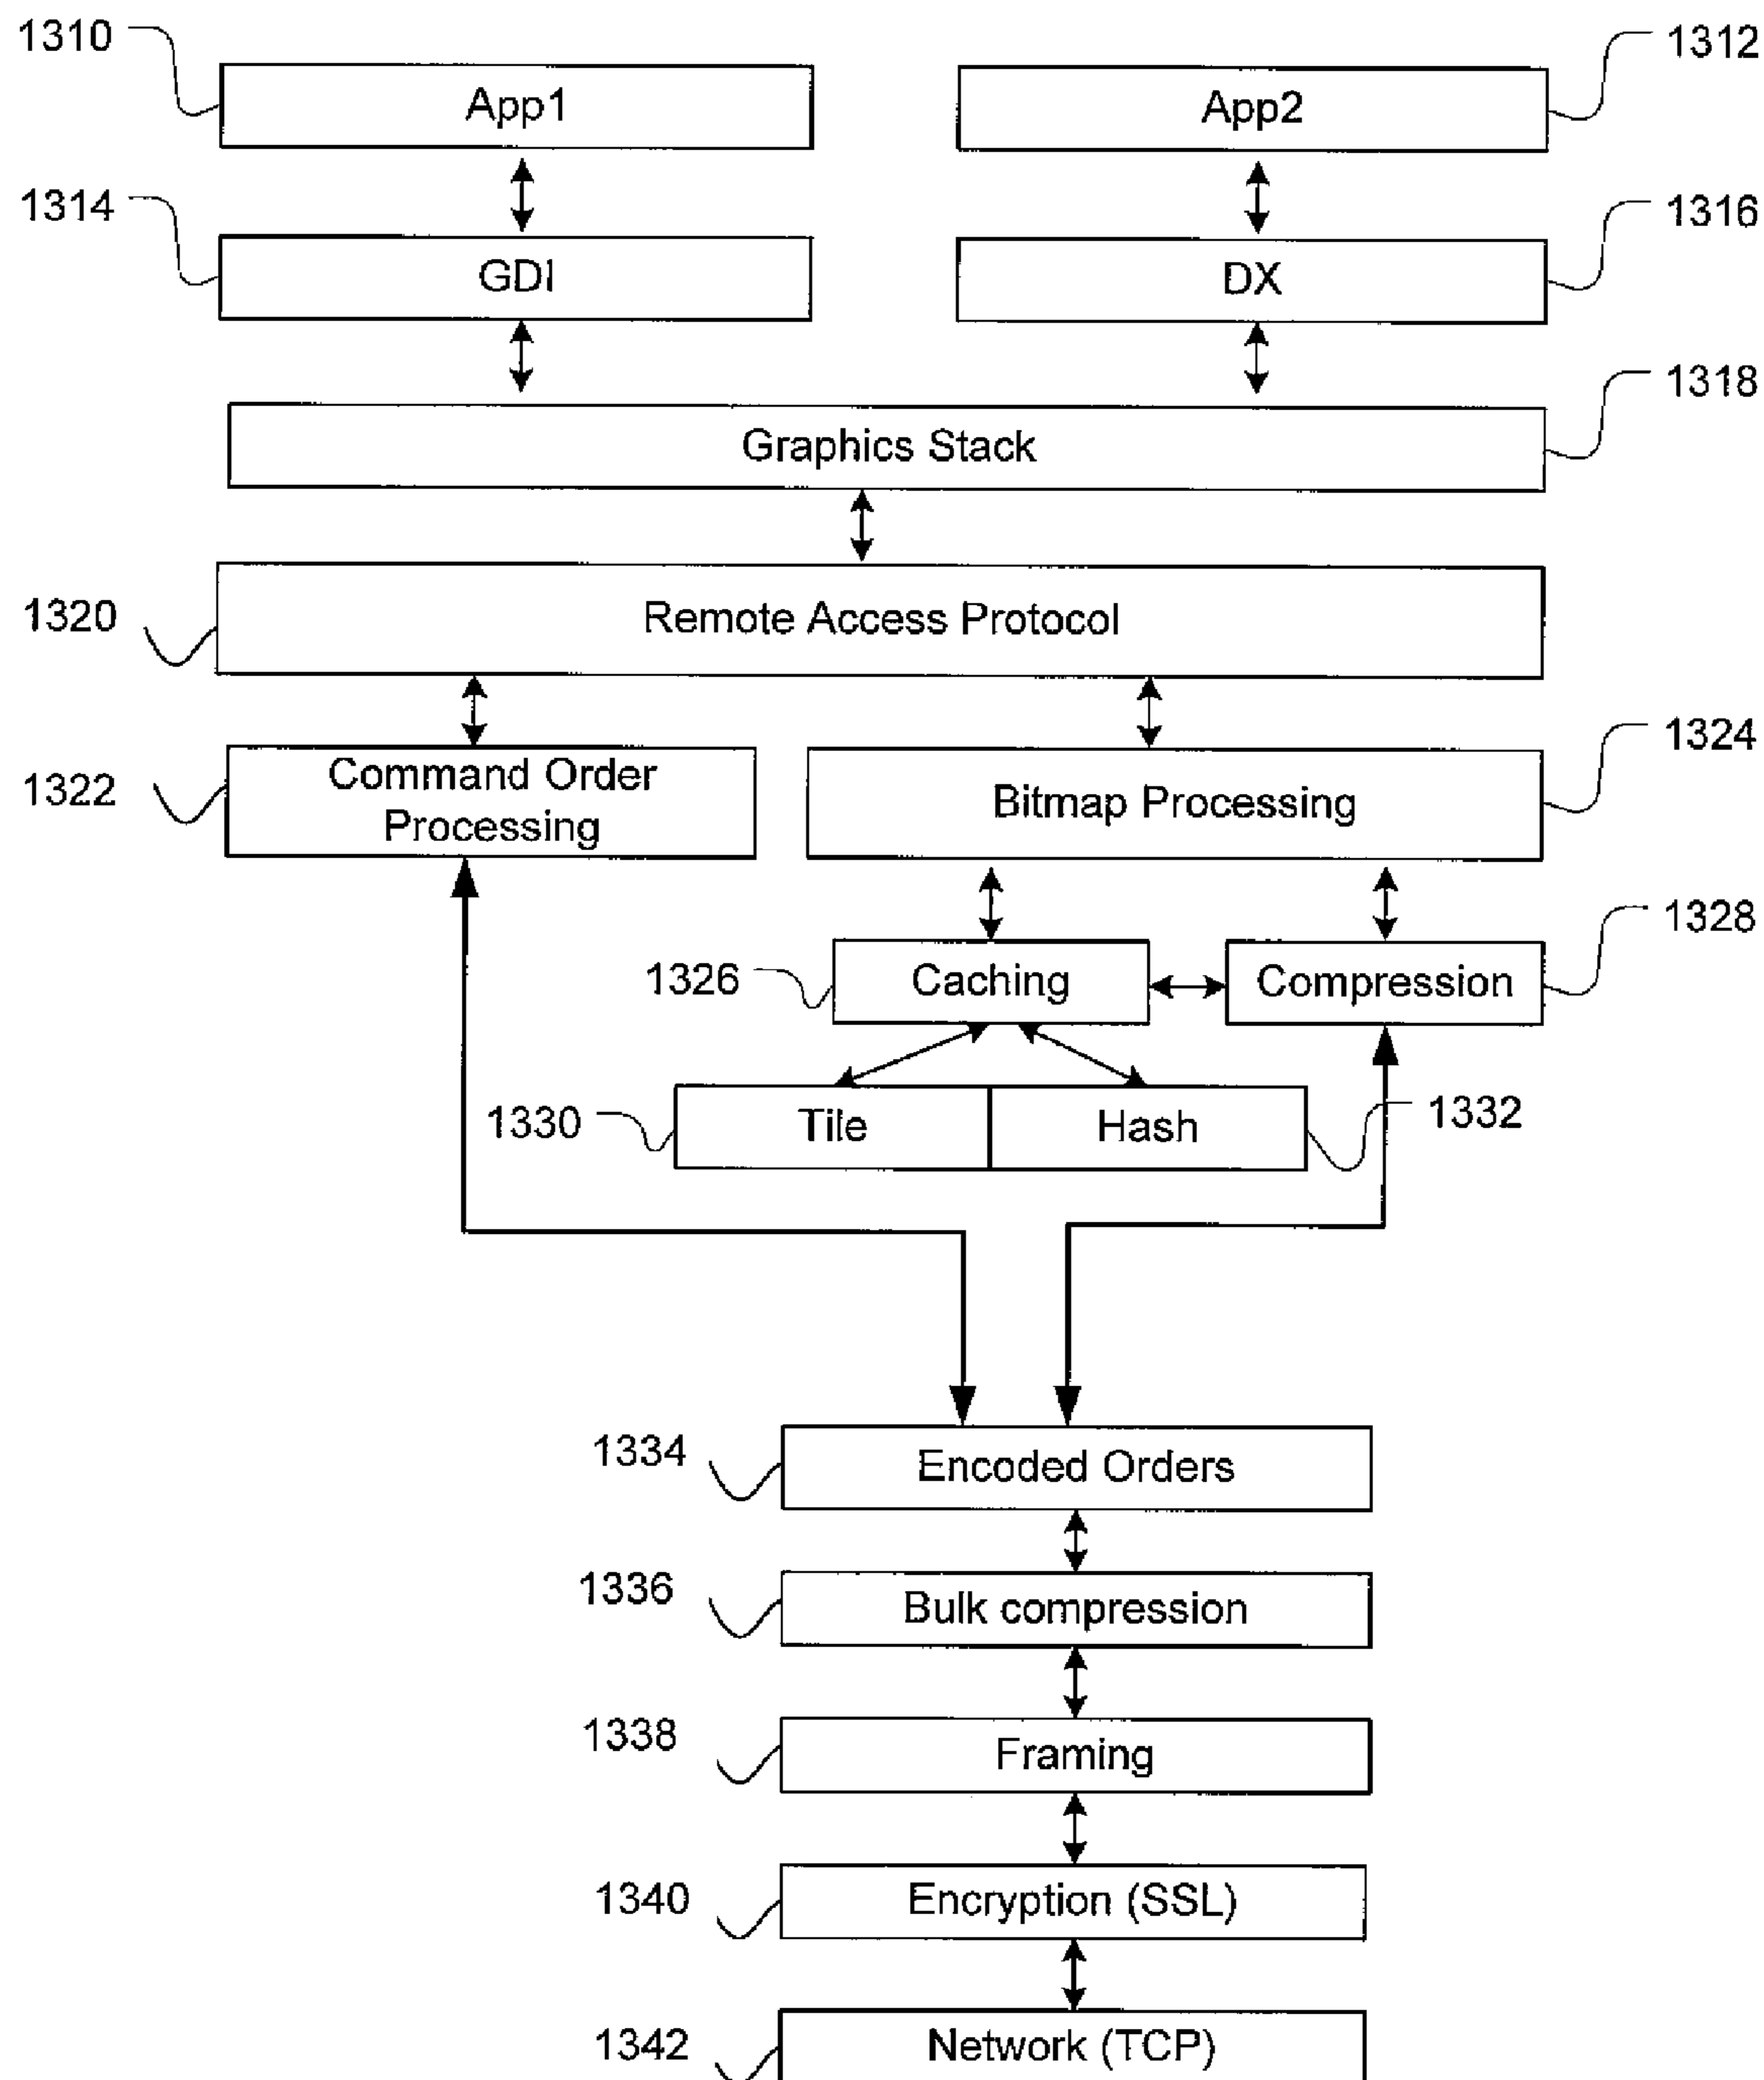 1310
App1
App2
1312
1314
GDI
DX
1316
Graphics Stack
1318
Remote Access Protocol
1320
Command Order
Processing
1322
Bitmap Processing
1324
1326
Caching
Compression
1328
1330
Tile
Hash
1332
1334
Encoded Orders
1336
Bulk compression
1338
Framing
1340
Encryption (SSL)
1342
Network (TCP)